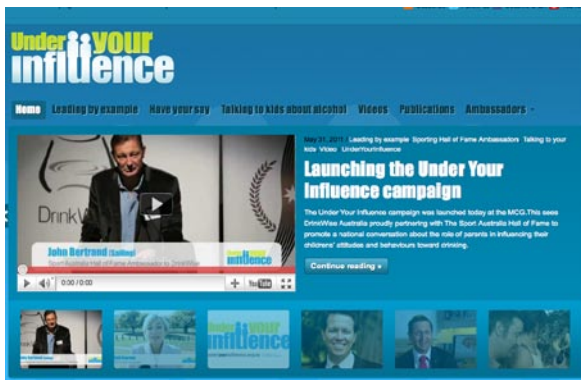 Under your
influence
Home Leading by example Have your say Talking to kids about alcohol Videos Publications Ambassadors
May 31, 2011 | Leading by example Sporting Hall of Fame Ambassadors Talking to your
kids Video UnderYourInfluence
Launching the Under Your
Influence campaign
The Under Your Influence campaign was launched today at the MCG.This sees
DrinkWise Australia proudly partnering with The Sport Australia Hall of Fame to
promote a national conversation about the role of parents in influencing their
childrens' attitudes and behaviours toward drinking.
Continue reading »
DrinkW
John Bertrand (Sailing)
Sport Australia Hall of Fame Ambassador to DrinkWise
Under your
influence
0:00 / 0:00
YouTube
Under your
influence